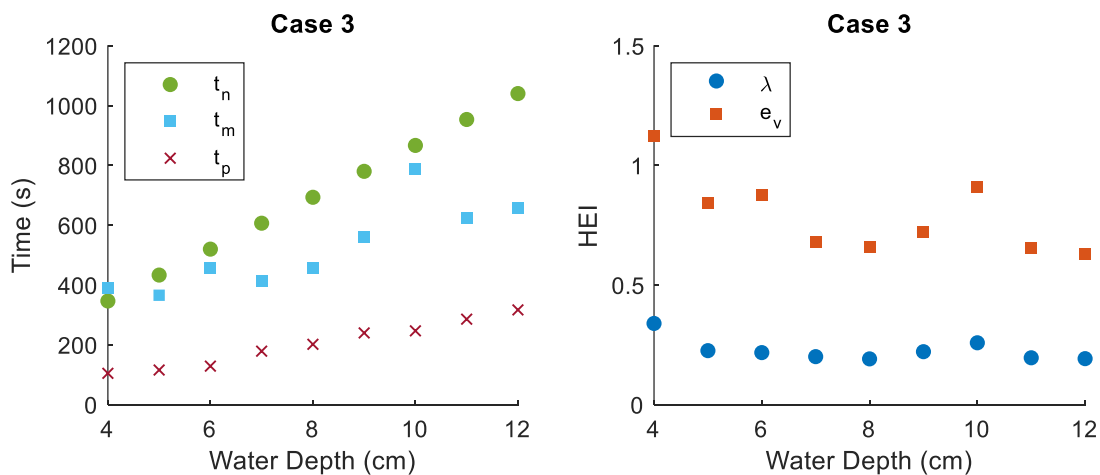 Case 3
1200
1000
800
600
400
200
0
Time (s)
t_n
t_m
t_p
4
6
8
10
12
Water Depth (cm)
Case 3
1.5
1
0.5
0
HEI
λ
e_v
4
6
8
10
12
Water Depth (cm)